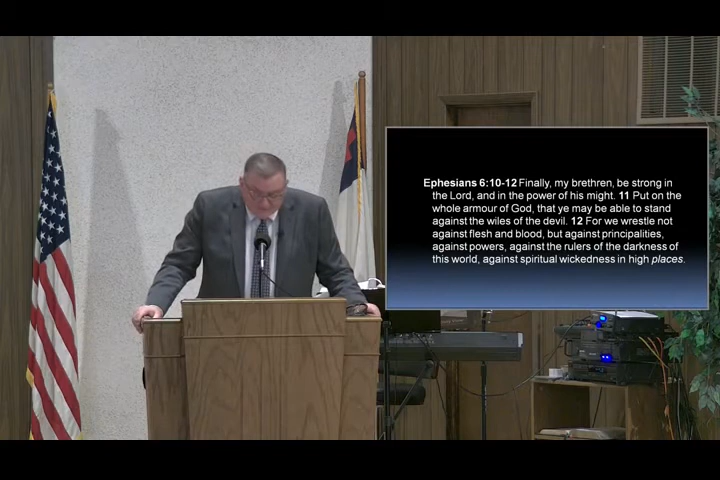 Ephesians 6:10-12 Finally, my brethren, be strong in
the Lord, and in the power of his might. 11 Put on the
whole armour of God, that ye may be able to stand
against the wiles of the devil. 12 For we wrestle not
against flesh and blood, but against principalities,
against powers, against the rulers of the darkness of
this world, against spiritual wickedness in high places.